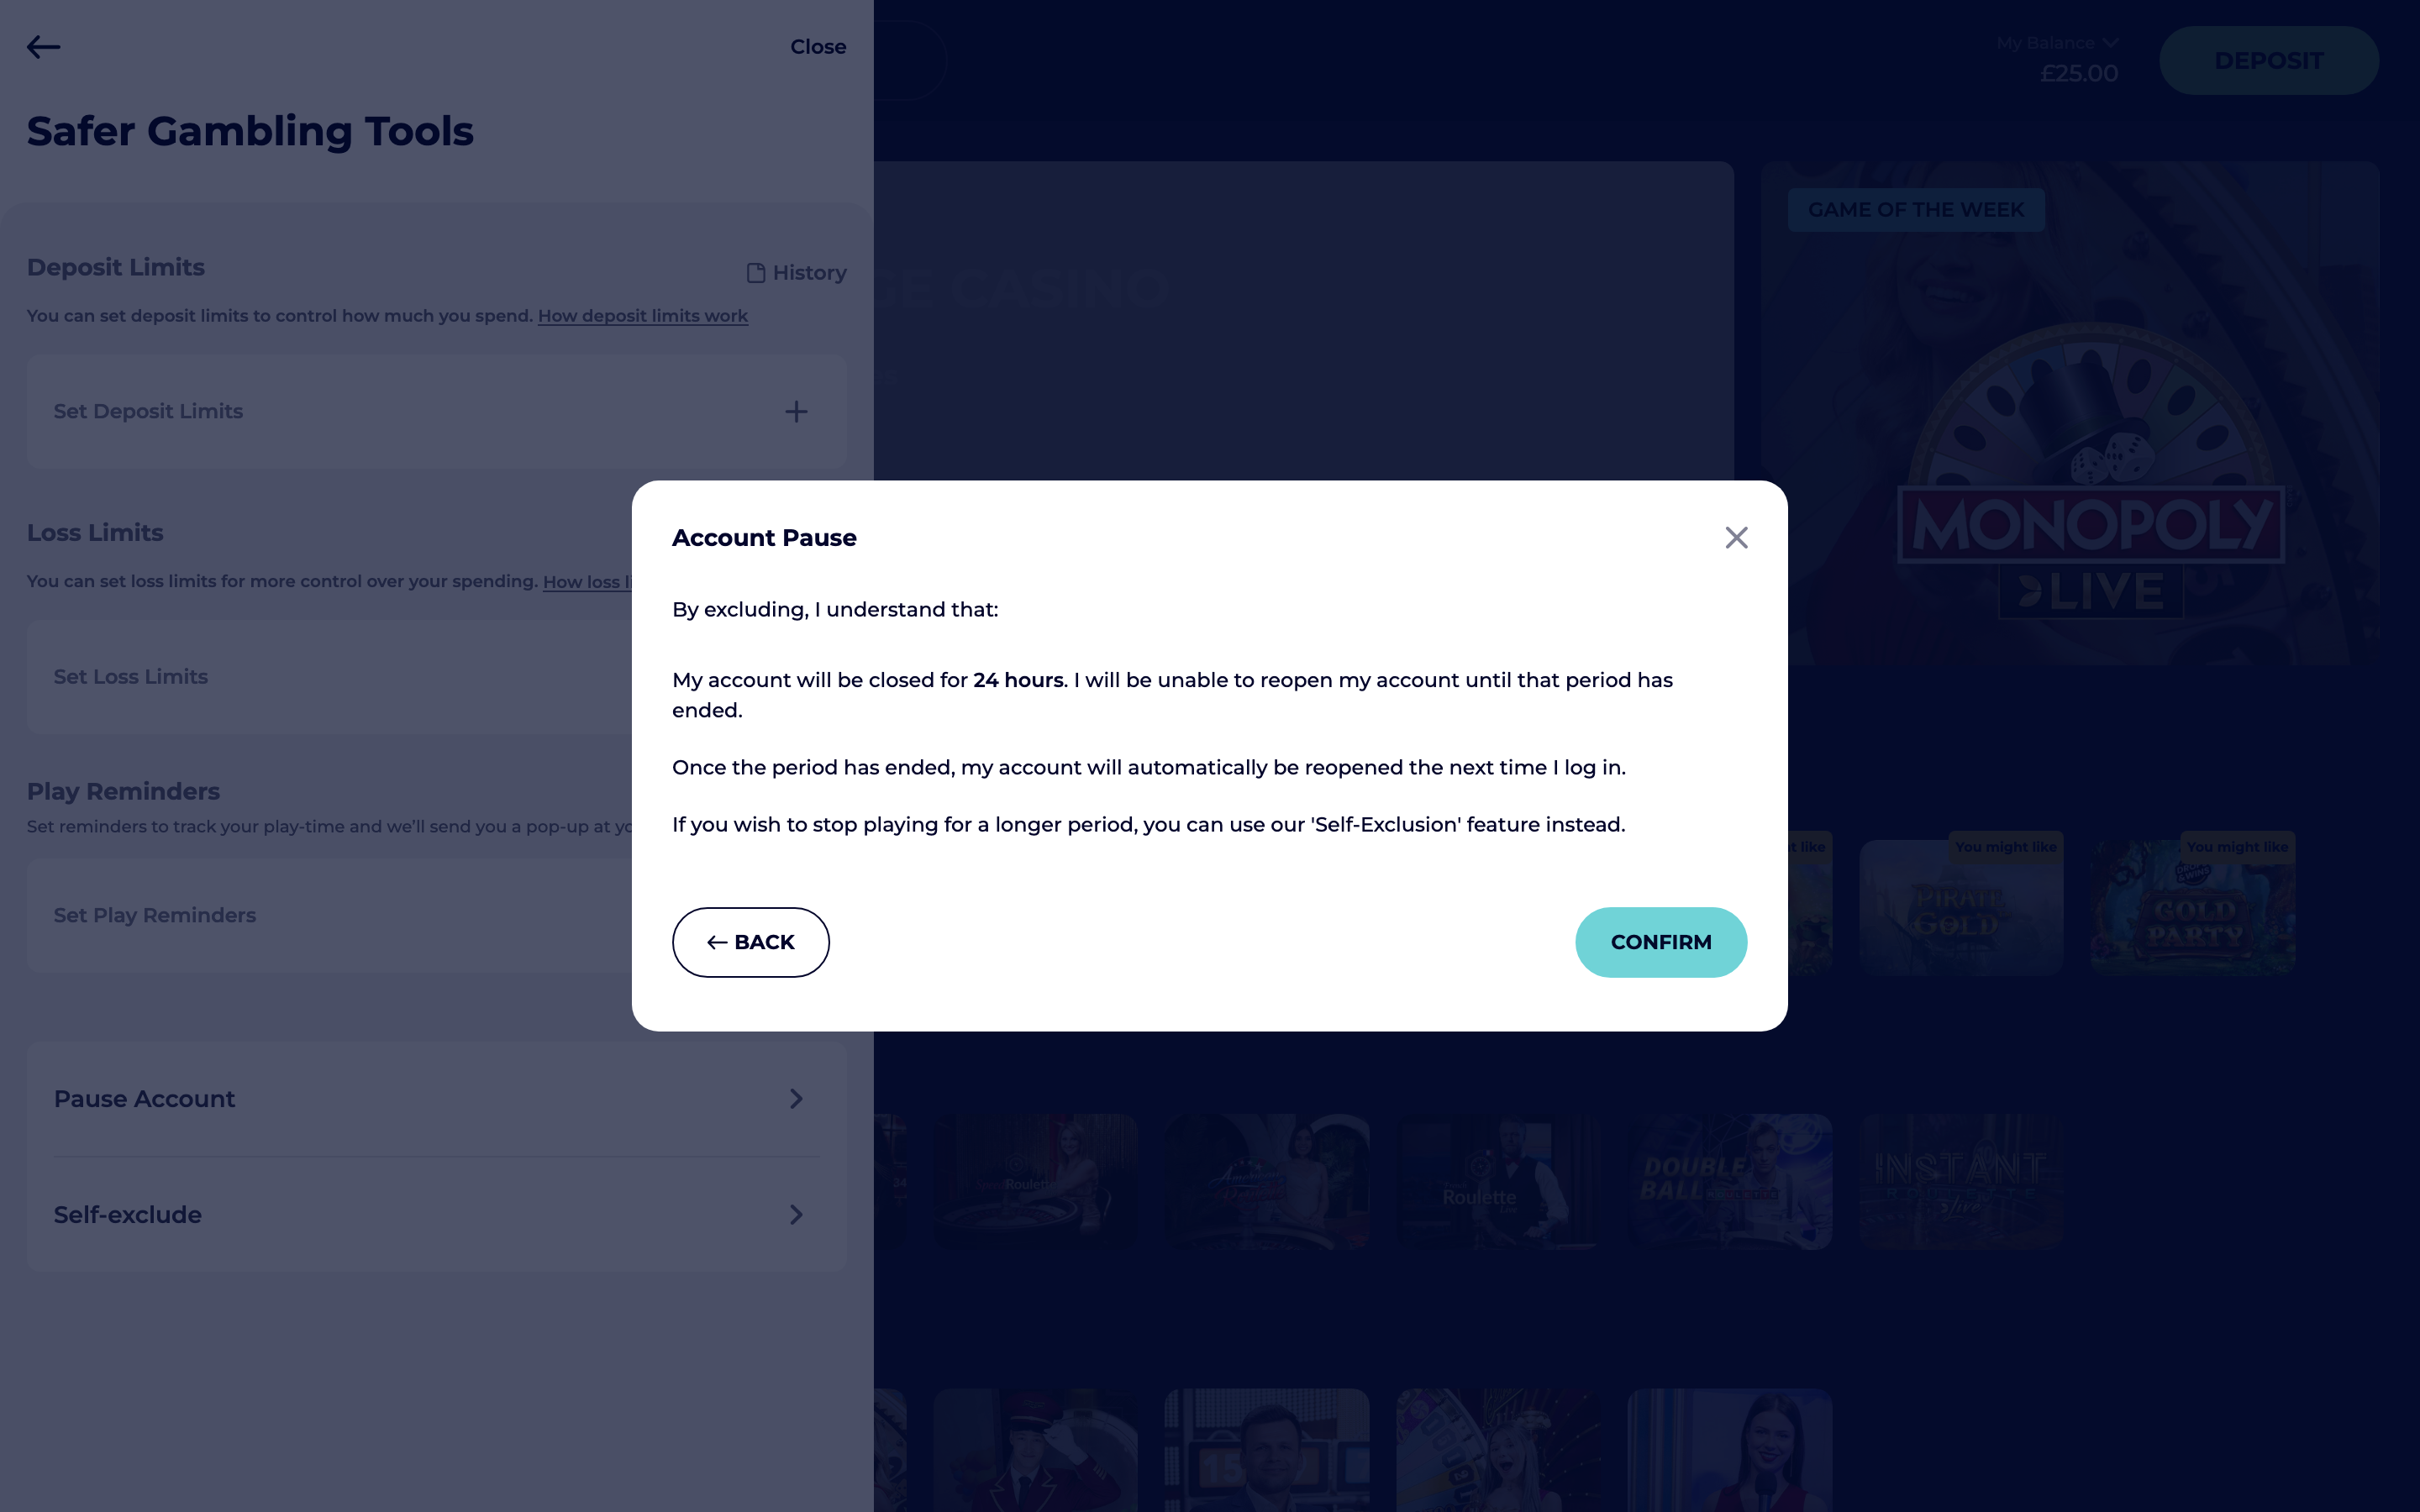 Close
My Balance
£25.00
DEPOSIT
Safer Gambling Tools
GAME OF THE WEEK
Deposit Limits
History
You can set deposit limits to control how much you spend. How deposit limits work
GE CASINO
Set Deposit Limits
Loss Limits
You can set loss limits for more control over your spending. How loss li
Set Loss Limits
MONOPOLY
LIVE
Account Pause
By excluding, I understand that:
My account will be closed for 24 hours. I will be unable to reopen my account until that period has
ended.
Once the period has ended, my account will automatically be reopened the next time I log in.
If you wish to stop playing for a longer period, you can use our 'Self-Exclusion' feature instead.
BACK
CONFIRM
Play Reminders
Set reminders to track your play-time and we'll send you a pop-up at yo
Set Play Reminders
t like
You might like
You might like
PIRATE
GOLD
GOLD
PARTY
Pause Account
Self-exclude
Speed
Roulette
American
Roulette
DOUBLE
BALL
INSTANT
ROULETTE
live